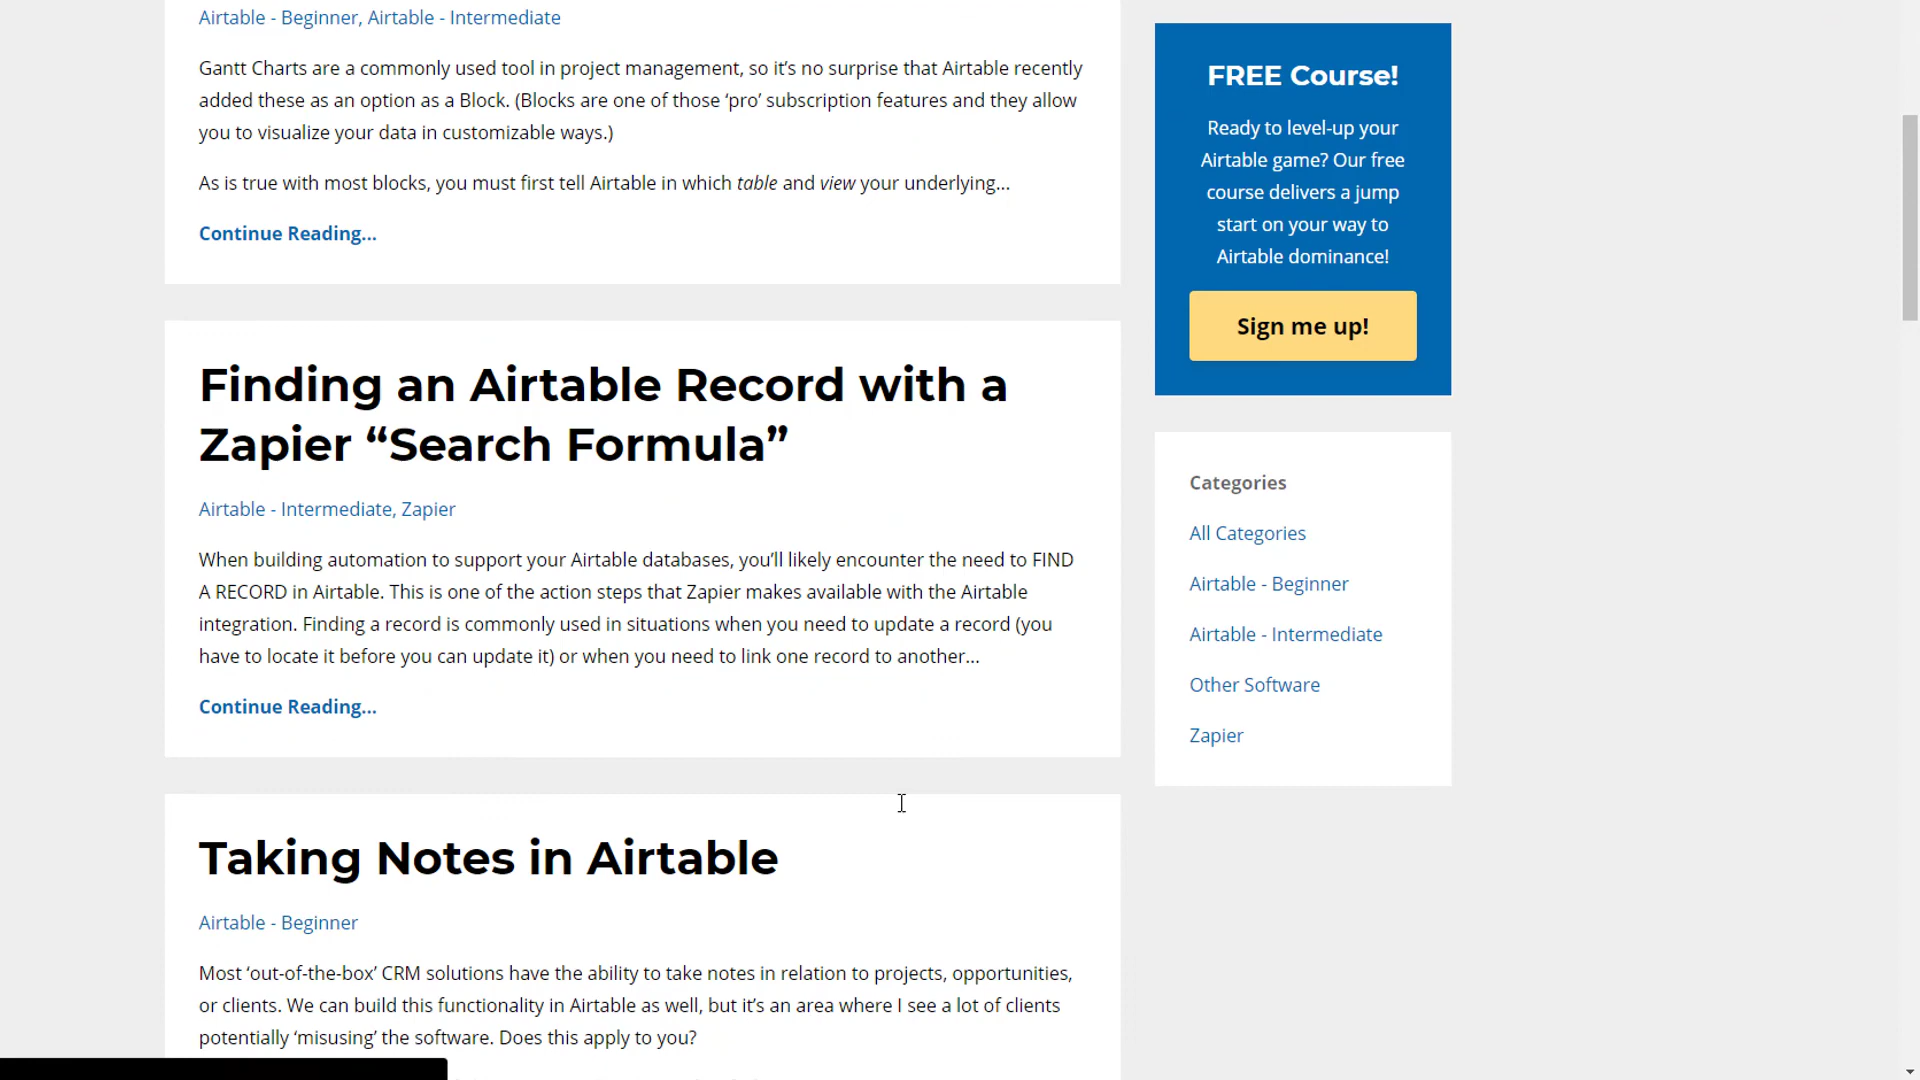 Airtable - Beginner, Airtable - Intermediate
Gantt Charts are a commonly used tool in project management, so it’s no surprise that Airtable recently
added these as an option as a Block. (Blocks are one of those ‘pro’ subscription features and they allow
you to visualize your data in customizable ways.)
As is true with most blocks, you must first tell Airtable in which table and view your underlying...
Continue Reading...
Finding an Airtable Record with a
Zapier “Search Formula”
Airtable - Intermediate, Zapier
When building automation to support your Airtable databases, you’ll likely encounter the need to FIND
A RECORD in Airtable. This is one of the action steps that Zapier makes available with the Airtable
integration. Finding a record is commonly used in situations when you need to update a record (you
have to locate it before you can update it) or when you need to link one record to another...
Continue Reading...
Taking Notes in Airtable
Airtable - Beginner
Most ‘out-of-the-box’ CRM solutions have the ability to take notes in relation to projects, opportunities,
or clients. We can build this functionality in Airtable as well, but it’s an area where I see a lot of clients
potentially ‘misusing’ the software. Does this apply to you?
FREE Course!
Ready to level-up your
Airtable game? Our free
course delivers a jump
start on your way to
Airtable dominance!
Sign me up!
Categories
All Categories
Airtable - Beginner
Airtable - Intermediate
Other Software
Zapier